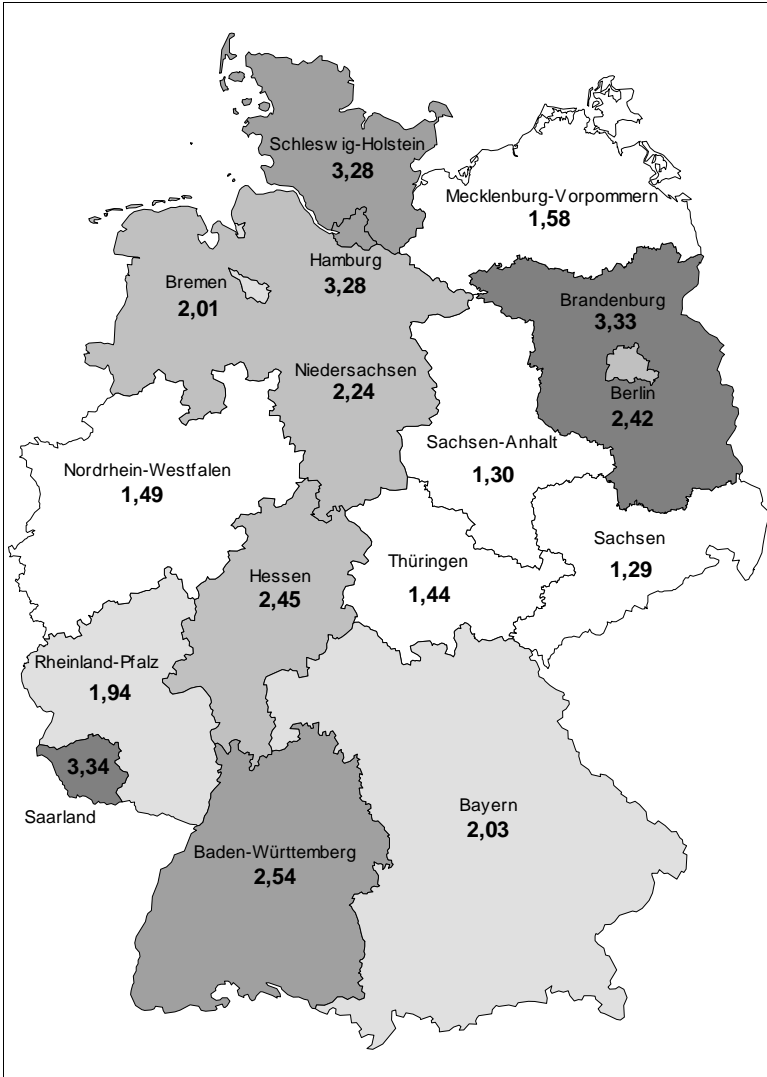 Schleswig-Holstein
3,28
Mecklenburg-Vorpommern
1,58
Hamburg
3,28
Bremen
2,01
Brandenburg
3,33
Niedersachsen
2,24
Berlin
2,42
Sachsen-Anhalt
1,30
Nordrhein-Westfalen
1,49
Sachsen
1,29
Thüringen
1,44
Hessen
2,45
Rheinland-Pfalz
1,94
3,34
Saarland
Bayern
2,03
Baden-Württemberg
2,54